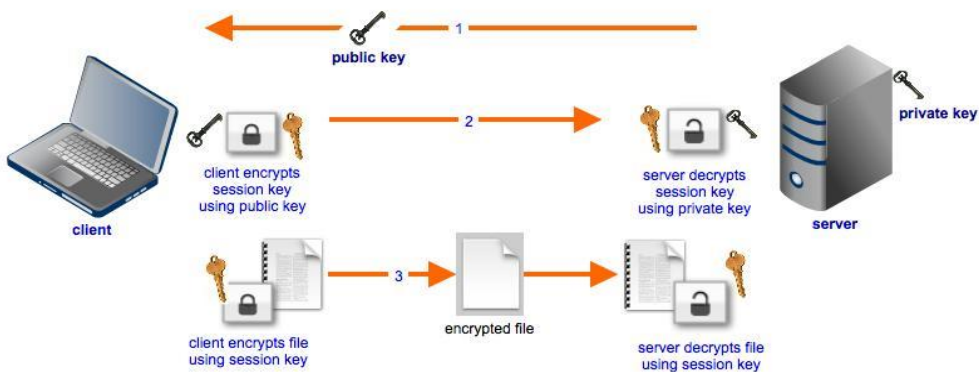 1
public key
private key
2
client encrypts
session key
using public key
server decrypts
session key
using private key
client
server
3
encrypted file
client encrypts file
using session key
server decrypts file
using session key